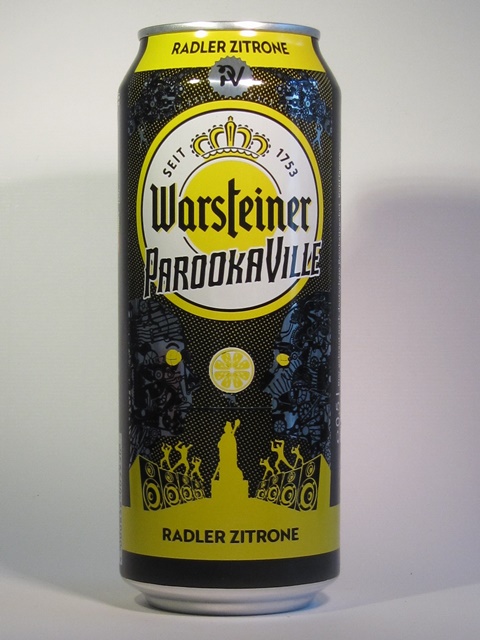 RADLER ZITRONE
PV
SEIT 1753
Warsteiner
PAROOKAVILLE
RADLER ZITRONE